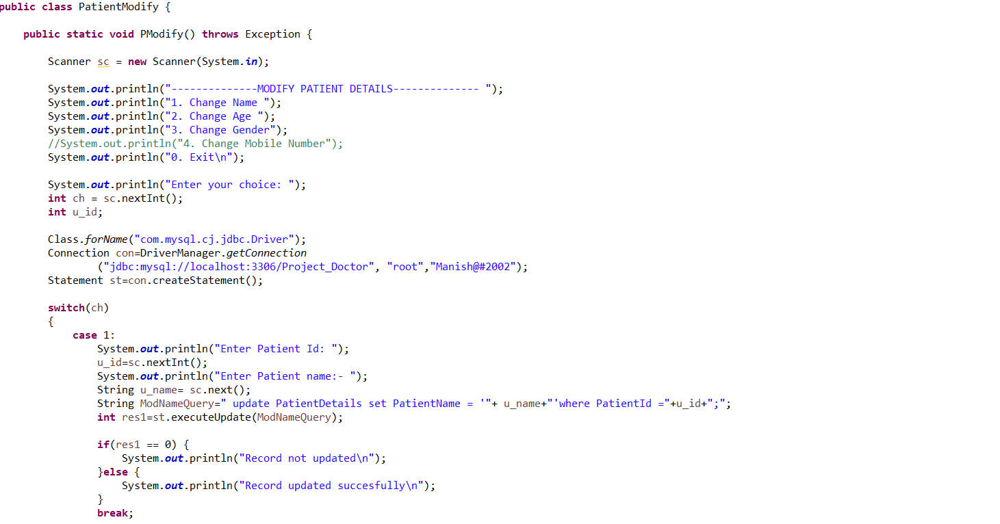 public class PatientModify {
public static void PModify() throws Exception {
Scanner sc = new Scanner(System.in);
System.out.println("--------------MODIFY PATIENT DETAILS-------------- ");
System.out.println("1. Change Name ");
System.out.println("2. Change Age ");
System.out.println("3. Change Gender");
//System.out.println("4. Change Mobile Number");
System.out.println("0. Exit\n");
System.out.println("Enter your choice: ");
int ch = sc.nextInt();
int u_id;
Class.forName("com.mysql.cj.jdbc.Driver");
Connection con=DriverManager.getConnection
("jdbc:mysql://localhost:3306/Project_Doctor", "root","Manish@#2002");
Statement st=con.createStatement();
switch(ch)
{
case 1:
System.out.println("Enter Patient Id: ");
u_id=sc.nextInt();
System.out.println("Enter Patient name:- ");
String u_name= sc.next();
String ModNameQuery=" update PatientDetails set PatientName = '"+ u_name+"'where PatientId ="+u_id+";";
int res1=st.executeUpdate(ModNameQuery);
if(res1 == 0) {
System.out.println("Record not updated\n");
}else {
System.out.println("Record updated succesfully\n");
}
break;